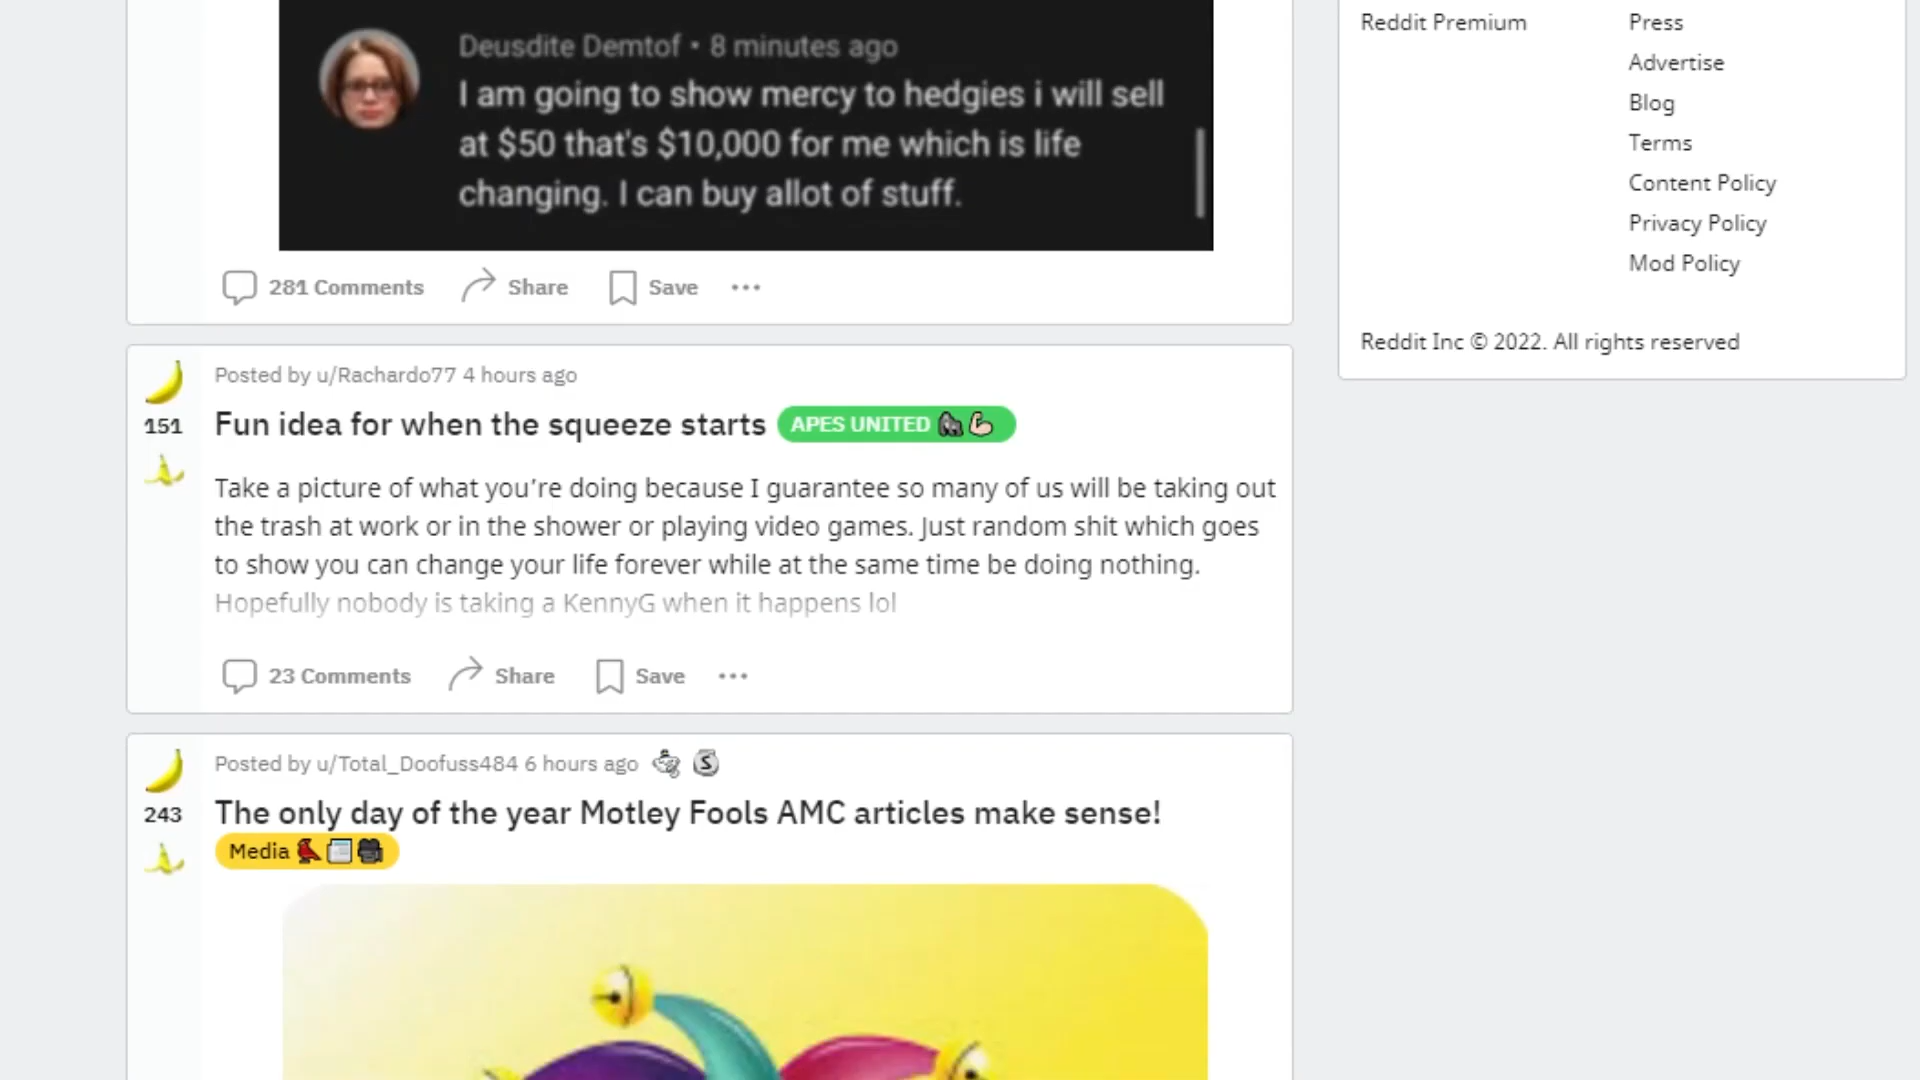 Deusdite Demtof • 8 minutes ago
I am going to show mercy to hedgies i will sell
at $50 that's $10,000 for me which is life
changing. I can buy allot of stuff.
281 Comments Share Save
Posted by u/Rachardo77 4 hours ago
151
Fun idea for when the squeeze starts APES UNITED
Take a picture of what you're doing because I guarantee so many of us will be taking out
the trash at work or in the shower or playing video games. Just random shit which goes
to show you can change your life forever while at the same time be doing nothing.
Hopefully nobody is taking a KennyG when it happens lol
23 Comments Share Save
Posted by u/Total_Doofuss484 6 hours ago
243
The only day of the year Motley Fools AMC articles make sense!
Media
Reddit Premium
Press
Advertise
Blog
Terms
Content Policy
Privacy Policy
Mod Policy
Reddit Inc © 2022. All rights reserved